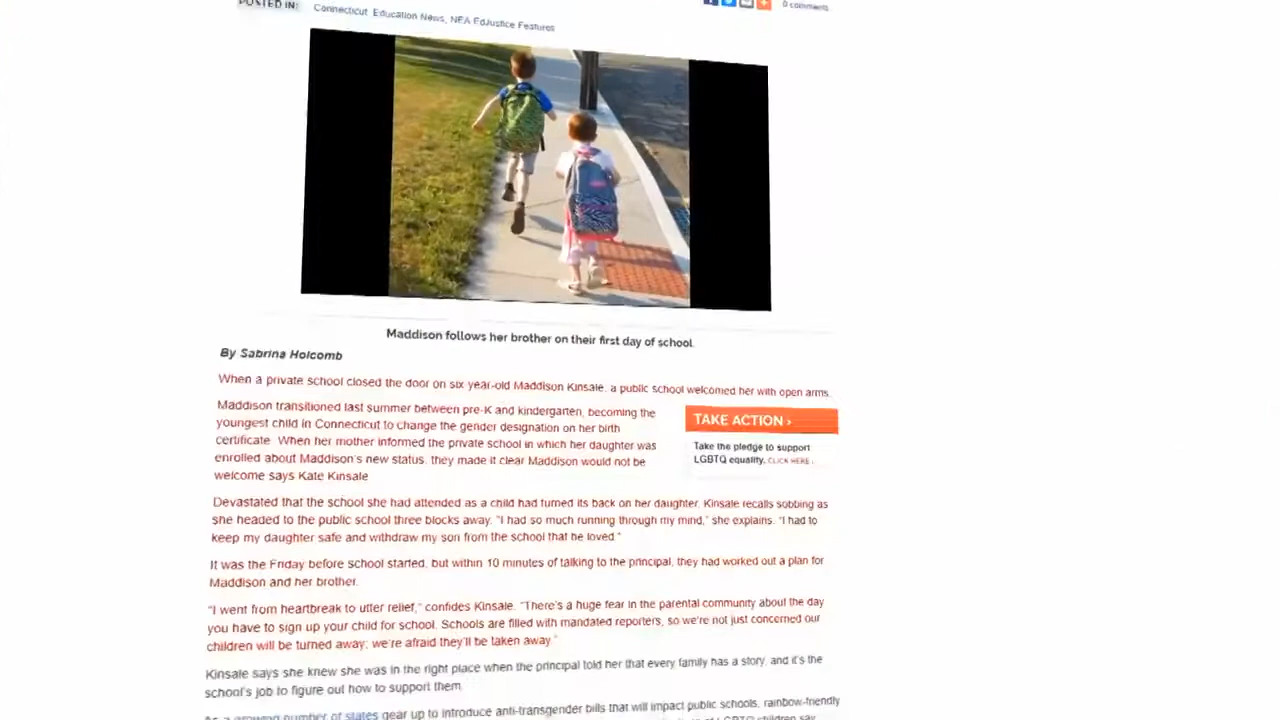 POSTED IN: Connecticut, Education News, NEA EdJustice Features
0 comments
Maddison follows her brother on their first day of school.
By Sabrina Holcomb
When a private school closed the door on six year-old Maddison Kinsale, a public school welcomed her with open arms.
Maddison transitioned last summer between pre-K and kindergarten, becoming the
youngest child in Connecticut to change the gender designation on her birth
certificate. When her mother informed the private school in which her daughter was
enrolled about Maddison's new status, they made it clear Maddison would not be
welcome says Kate Kinsale
TAKE ACTION ›
Take the pledge to support
LGBTQ equality. CLICK HERE ›
Devastated that the school she had attended as a child had turned its back on her daughter, Kinsale recalls sobbing as
she headed to the public school three blocks away. "I had so much running through my mind," she explains. "I had to
keep my daughter safe and withdraw my son from the school that he loved."
It was the Friday before school started, but within 10 minutes of talking to the principal, they had worked out a plan for
Maddison and her brother.
"I went from heartbreak to utter relief," confides Kinsale. "There's a huge fear in the parental community about the day
you have to sign up your child for school. Schools are filled with mandated reporters, so we're not just concerned our
children will be turned away; we're afraid they'll be taken away."
Kinsale says she knew she was in the right place when the principal told her that every family has a story, and it's the
school's job to figure out how to support them.
As a growing number of states gear up to introduce anti-transgender bills that will impact public schools, rainbow-friendly
of LGBTQ children say